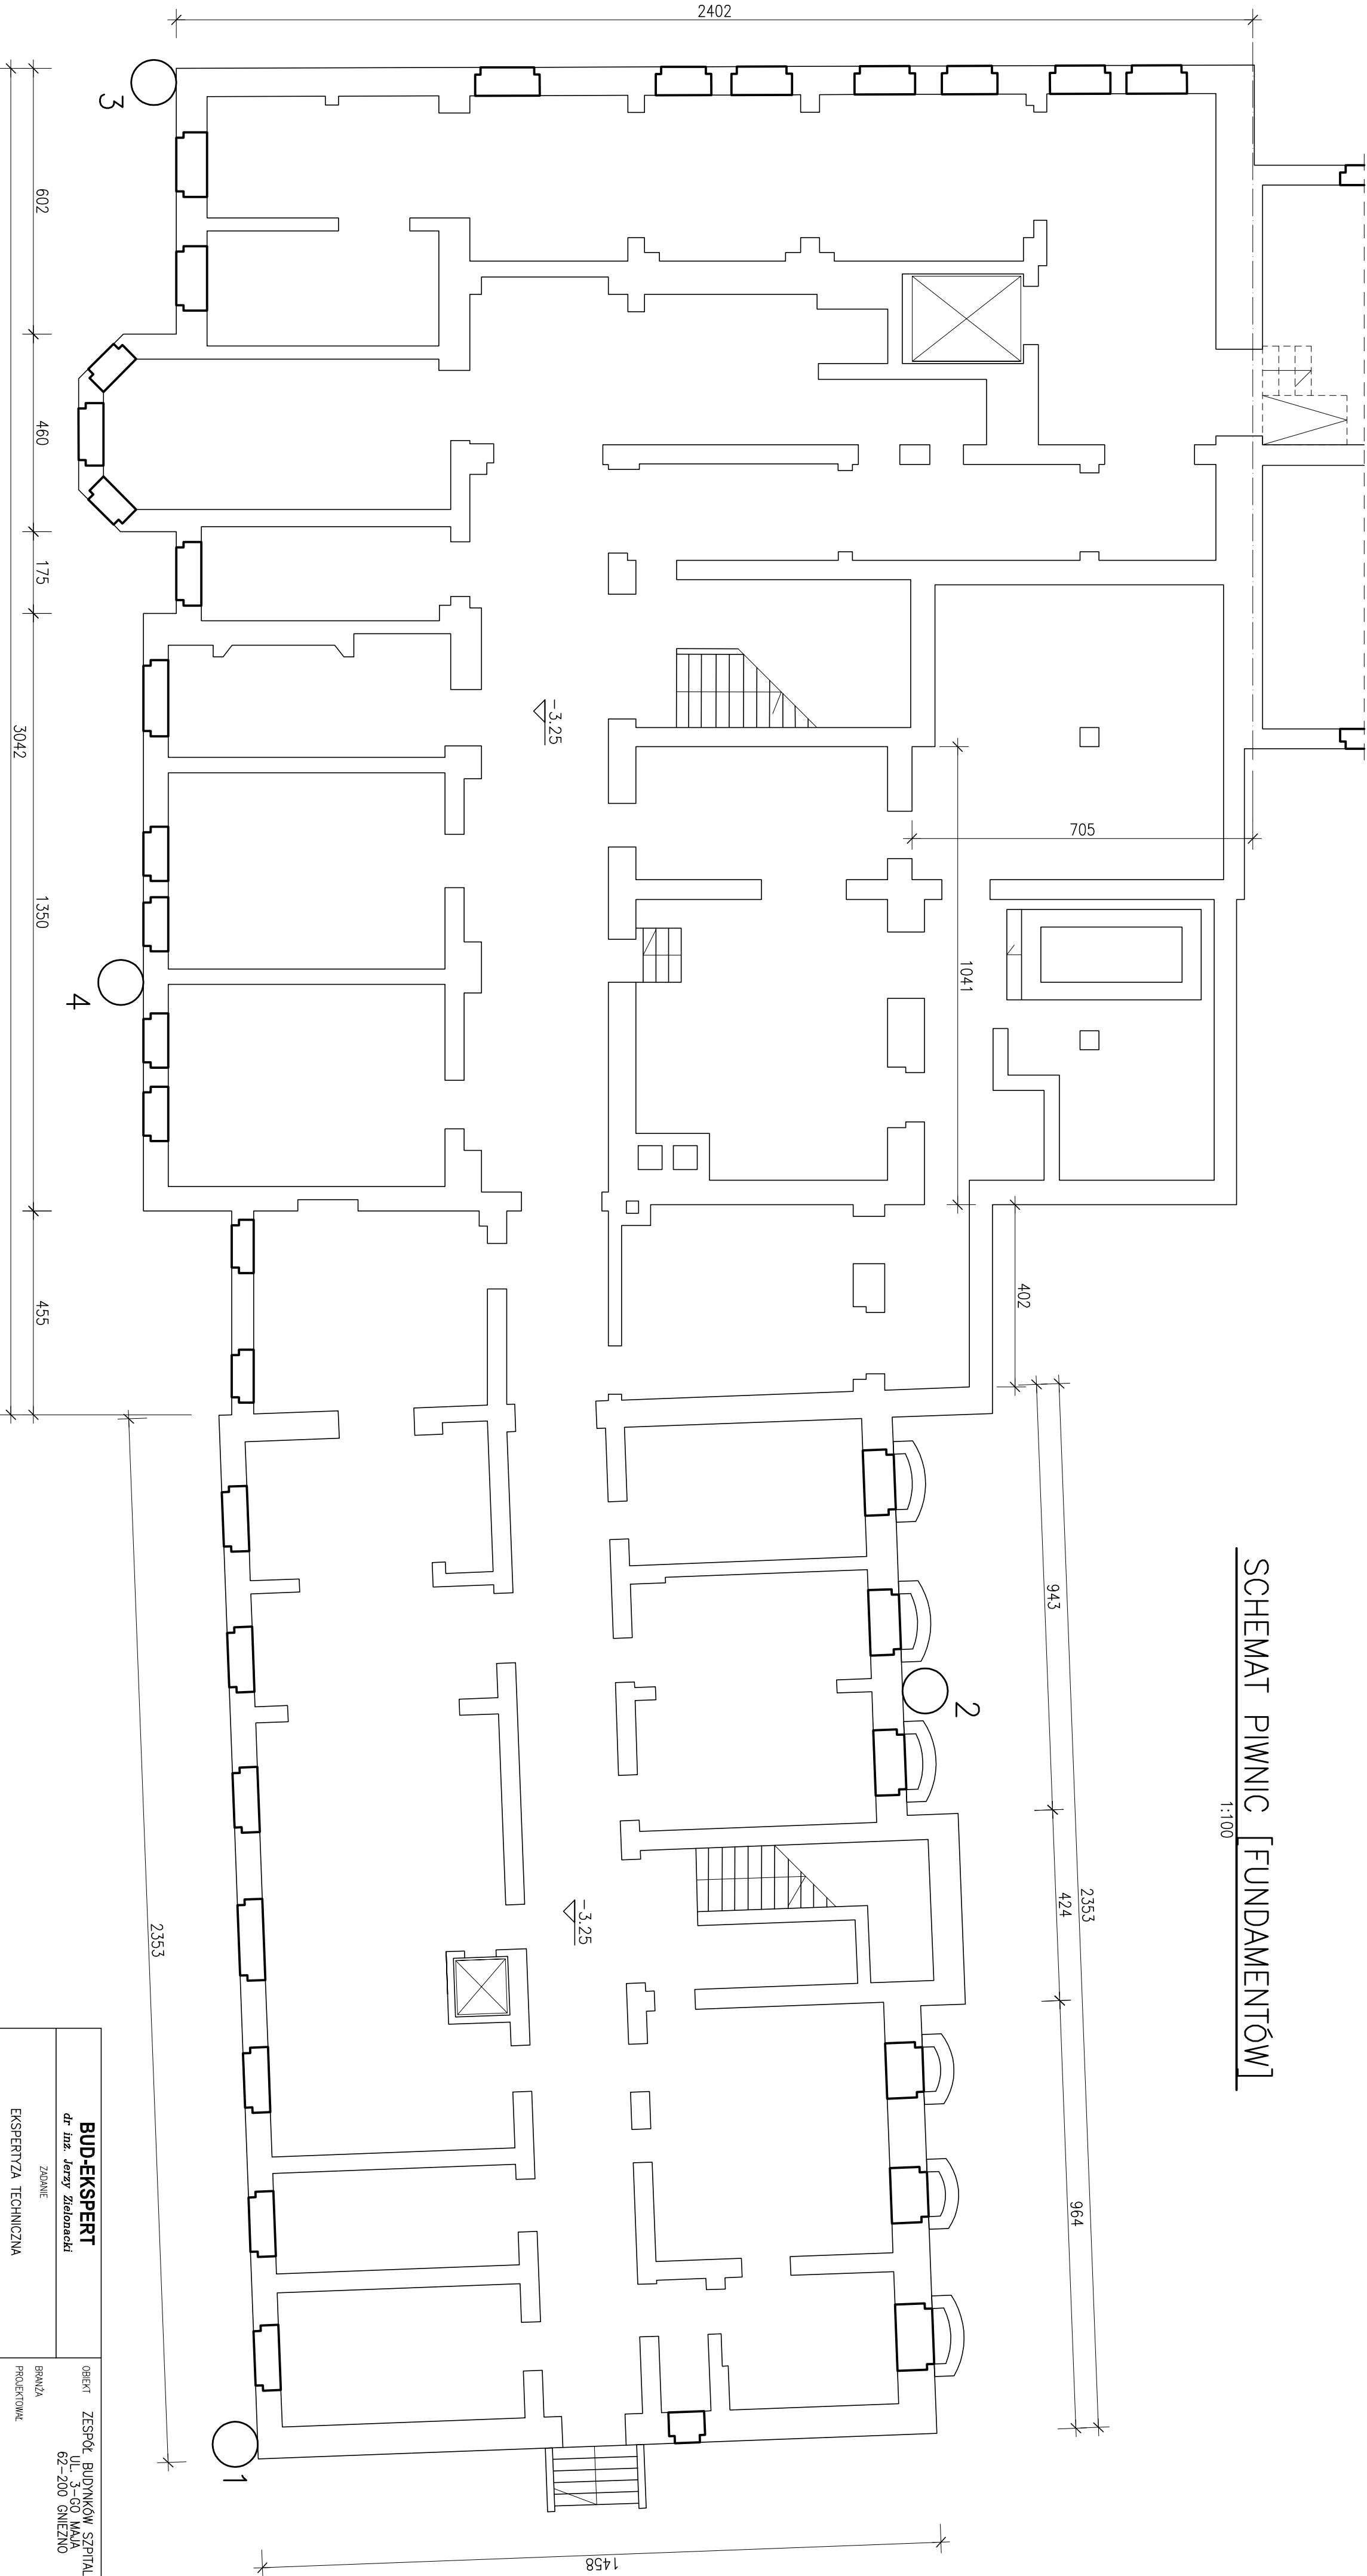 SCHEMAT PIWNIC [FUNDAMENTÓW]
1:100
2402
3
602
460
175
1350
455
3042
4
-3.25
705
1041
402
943
2353
424
964
2
-3.25
2353
1
1458
BUD-EKSPERT
dr inż. Jerzy Zielonacki
ZADANIE
EKSPERTYZA TECHNICZNA
OBIEKT ZESPÓŁ BUDYNKÓW SZPITAL
UL. 3-GO MAJA
62-200 GNIEZNO
BRANŻA
PROJEKTOWAŁ